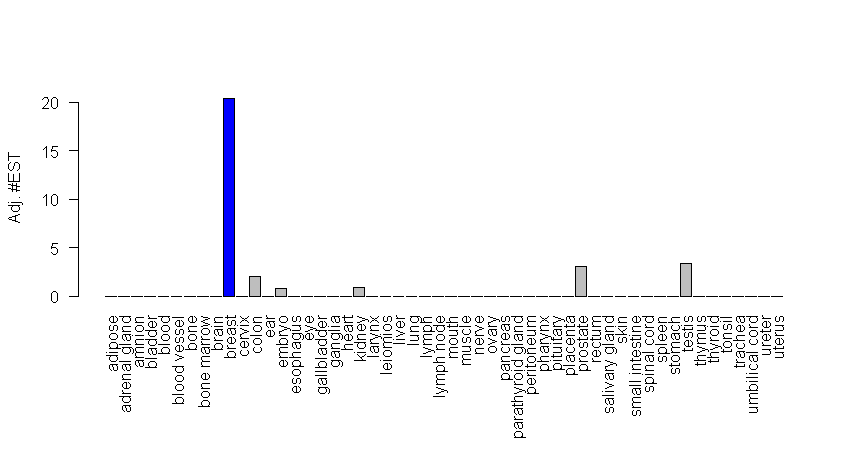 Adj. #EST
20
15
10
5
0
adipose
adrenal gland
amnion
bladder
blood
blood vessel
bone
bone marrow
brain
breast
cervix
colon
ear
embryo
esophagus
eye
gallbladder
ganglia
heart
kidney
larynx
leiomios
liver
lung
lymph
lymph node
mouth
muscle
nerve
ovary
pancreas
parathyroid gland
peritoneum
pharynx
pituitary
placenta
prostate
rectum
salivary gland
skin
small intestine
spinal cord
spleen
stomach
testis
thymus
thyroid
tonsil
trachea
umbilical cord
ureter
uterus